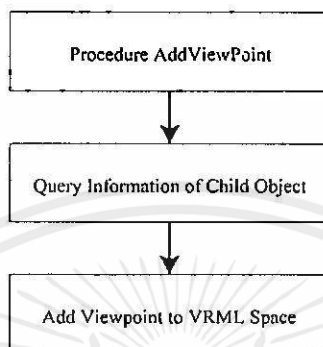 Procedure AddViewPoint
Query Information of Child Object
Add Viewpoint to VRML Space